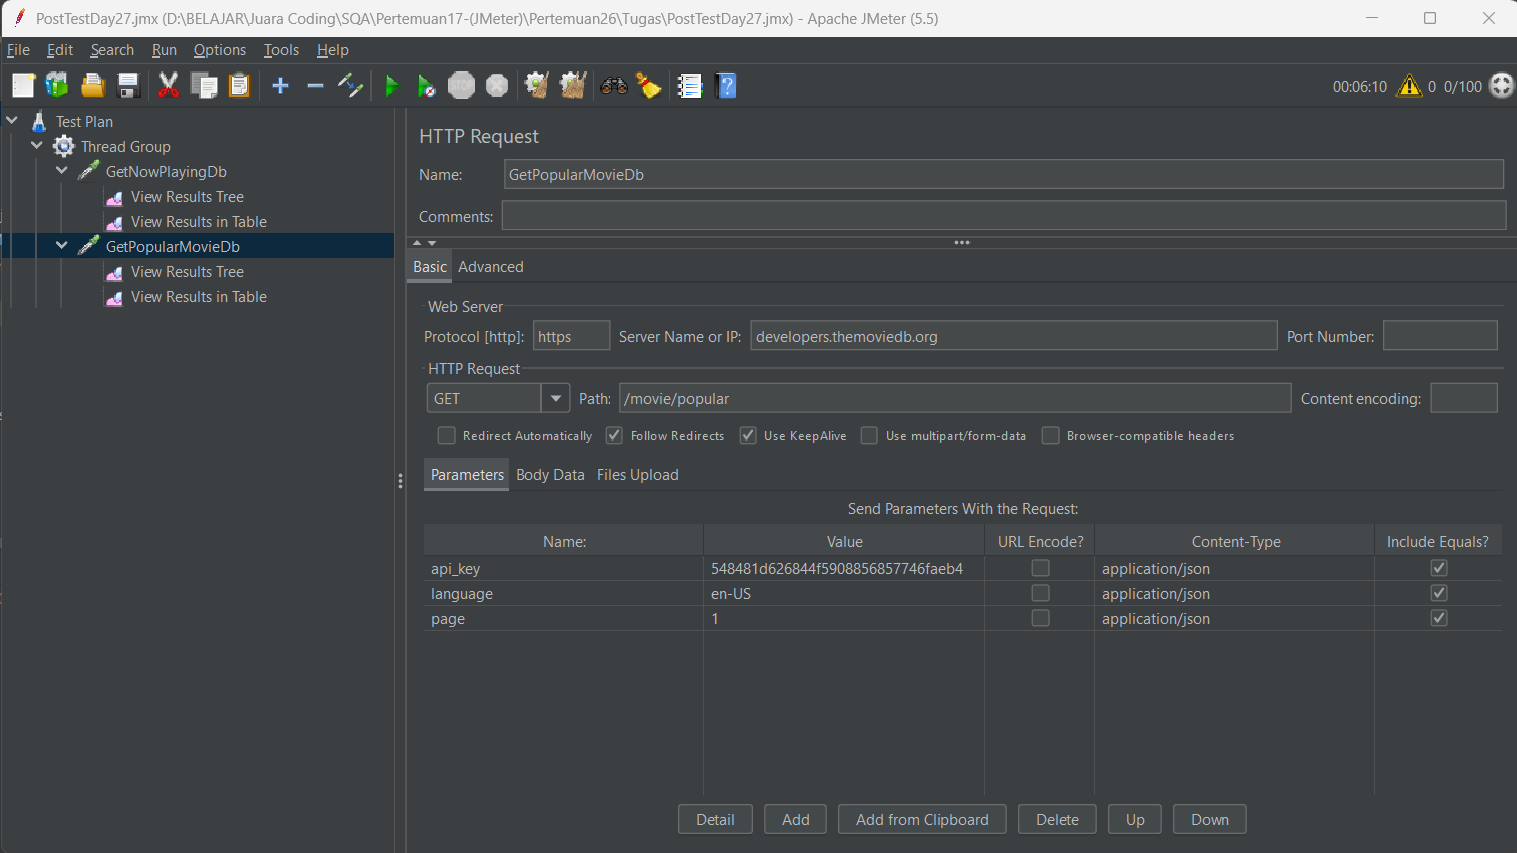 PostTestDay27.jmx (D:\BELAJAR\Juara Coding\SQA\Pertemuan17-(JMeter)\Pertemuan26\Tugas\PostTestDay27.jmx) - Apache JMeter (5.5)
File Edit Search Run Options Tools Help
STOP
00:06:10 0 0/100
Test Plan
Thread Group
GetNowPlayingDb
View Results Tree
View Results in Table
GetPopularMovieDb
View Results Tree
View Results in Table
HTTP Request
Name: GetPopularMovieDb
Comments:
Basic Advanced
Web Server
Protocol [http]: https Server Name or IP: developers.themoviedb.org Port Number:
HTTP Request
GET Path: /movie/popular Content encoding:
Redirect Automatically Follow Redirects Use KeepAlive Use multipart/form-data Browser-compatible headers
Parameters Body Data Files Upload
Send Parameters With the Request:
Name: Value URL Encode? Content-Type Include Equals?
api_key 548481d626844f5908856857746faeb4 application/json
language en-US application/json
page 1 application/json
Detail Add Add from Clipboard Delete Up Down